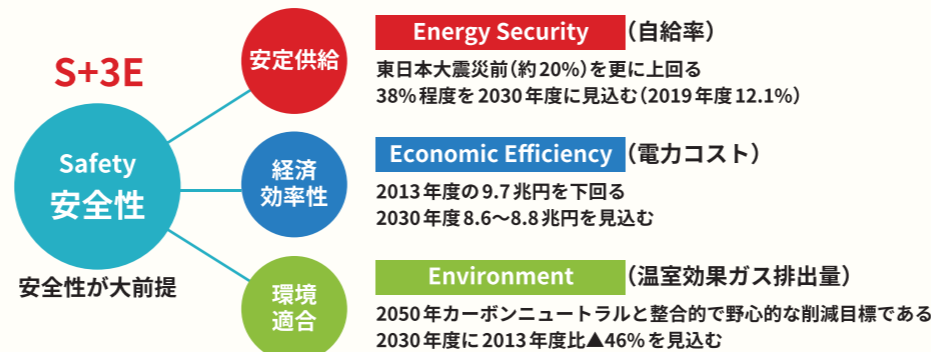 S+3E
Safety
安全性
安全性が大前提
安定供給
Energy Security（自給率）
東日本大震災前（約20％）を更に上回る
38％程度を2030年度に見込む（2019年度12.1％）
経済
効率性
Economic Efficiency（電力コスト）
2013年度の9.7兆円を下回る
2030年度8.6〜8.8兆円を見込む
環境
適合
Environment（温室効果ガス排出量）
2050年カーボンニュートラルと整合的で野心的な削減目標である
2030年度に2013年度比▲46％を見込む